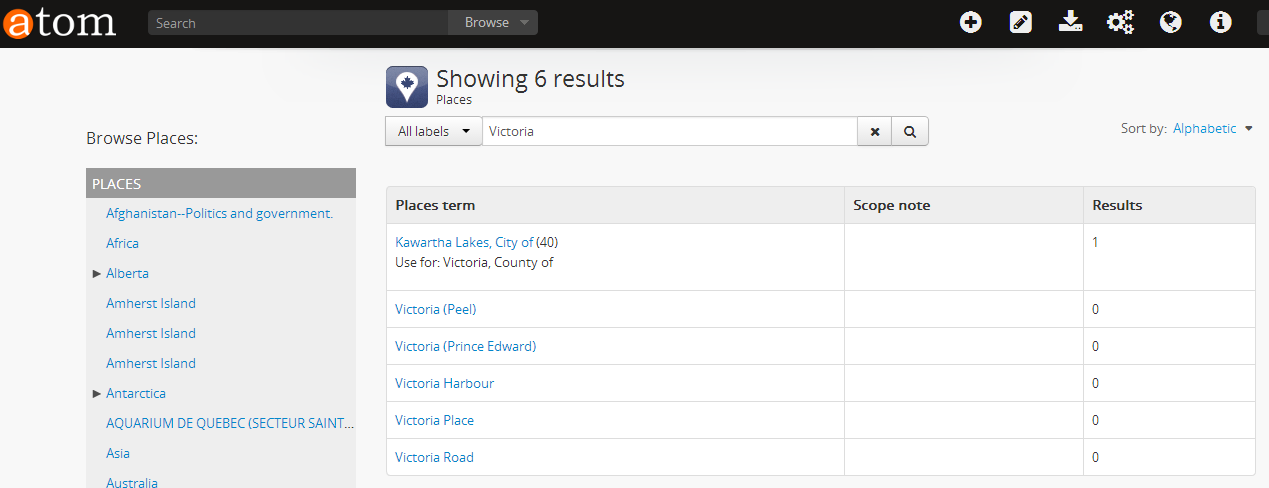 atom
Search
Browse
Showing 6 results
Places
All labels
Victoria
Sort by: Alphabetic
Browse Places:
PLACES
Afghanistan--Politics and government.
Africa
Alberta
Amherst Island
Amherst Island
Amherst Island
Antarctica
AQUARIUM DE QUEBEC (SECTEUR SAINT...
Asia
Australia
Places term Scope note Results
Kawartha Lakes, City of (40) 1
Use for: Victoria, County of
Victoria (Peel) 0
Victoria (Prince Edward) 0
Victoria Harbour 0
Victoria Place 0
Victoria Road 0